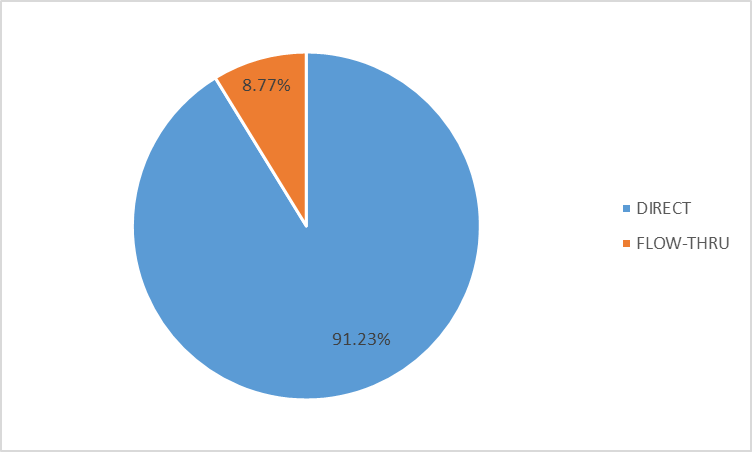 8.77%
DIRECT
FLOW-THRU
91.23%